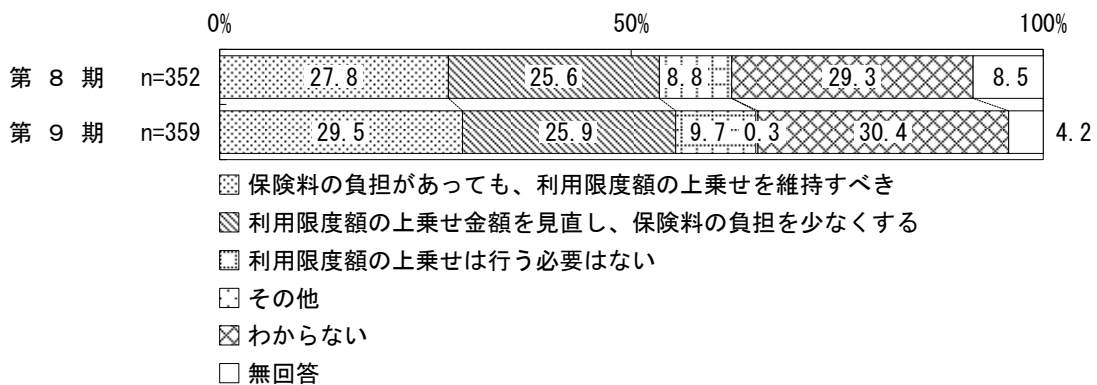 0% 50% 100%
第 8 期 n=352 27.8 25.6 8.8 29.3 8.5
第 9 期 n=359 29.5 25.9 9.7 0.3 30.4 4.2
保険料の負担があっても、利用限度額の上乗せを維持すべき
利用限度額の上乗せ金額を見直し、保険料の負担を少なくする
利用限度額の上乗せは行う必要はない
その他
わからない
無回答